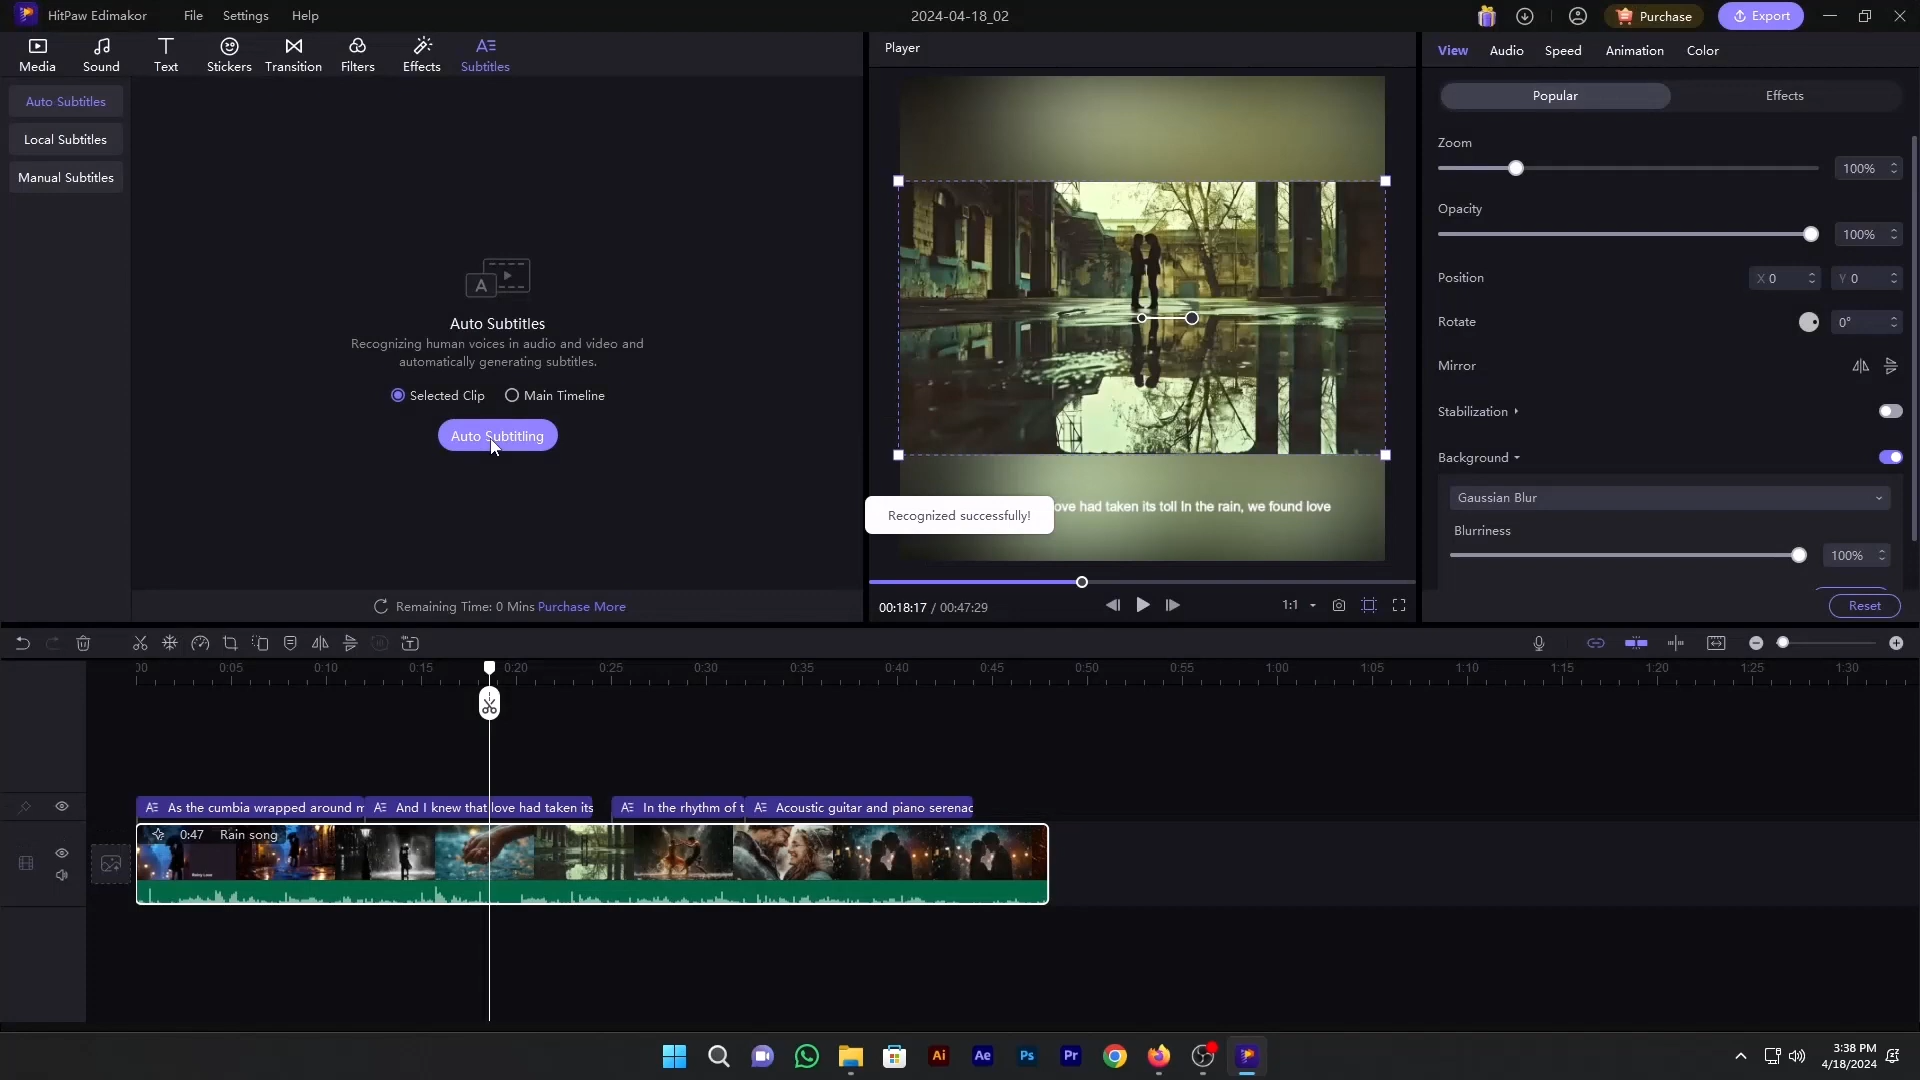 HitPaw Edimakor File Settings Help 2024-04-18_02 Purchase Export
Media Sound Text Stickers Transition Filters Effects Subtitles
Auto Subtitles
Local Subtitles
Manual Subtitles
Auto Subtitles
Recognizing human voices in audio and video and
automatically generating subtitles.
Selected Clip Main Timeline
Auto Subtitling
Remaining Time: 0 Mins Purchase More
Player
ove had taken its toll In the rain, we found love
Recognized successfully!
00:18:17 / 00:47:29 1:1
View Audio Speed Animation Color
Popular Effects
Zoom
100%
Opacity
100%
Position X 0 Y 0
Rotate 0°
Mirror
Stabilization
Background
Gaussian Blur
Blurriness
100%
Reset
00 0:05 0:10 0:15 0:20 0:25 0:30 0:35 0:40 0:45 0:50 0:55 1:00 1:05 1:10 1:15 1:20 1:25 1:30
A As the cumbia wrapped around m A And I knew that love had taken its A In the rhythm of t A Acoustic guitar and piano serenac
0:47 Rain song
Ai Ae Ps Pr
3:38 PM
4/18/2024